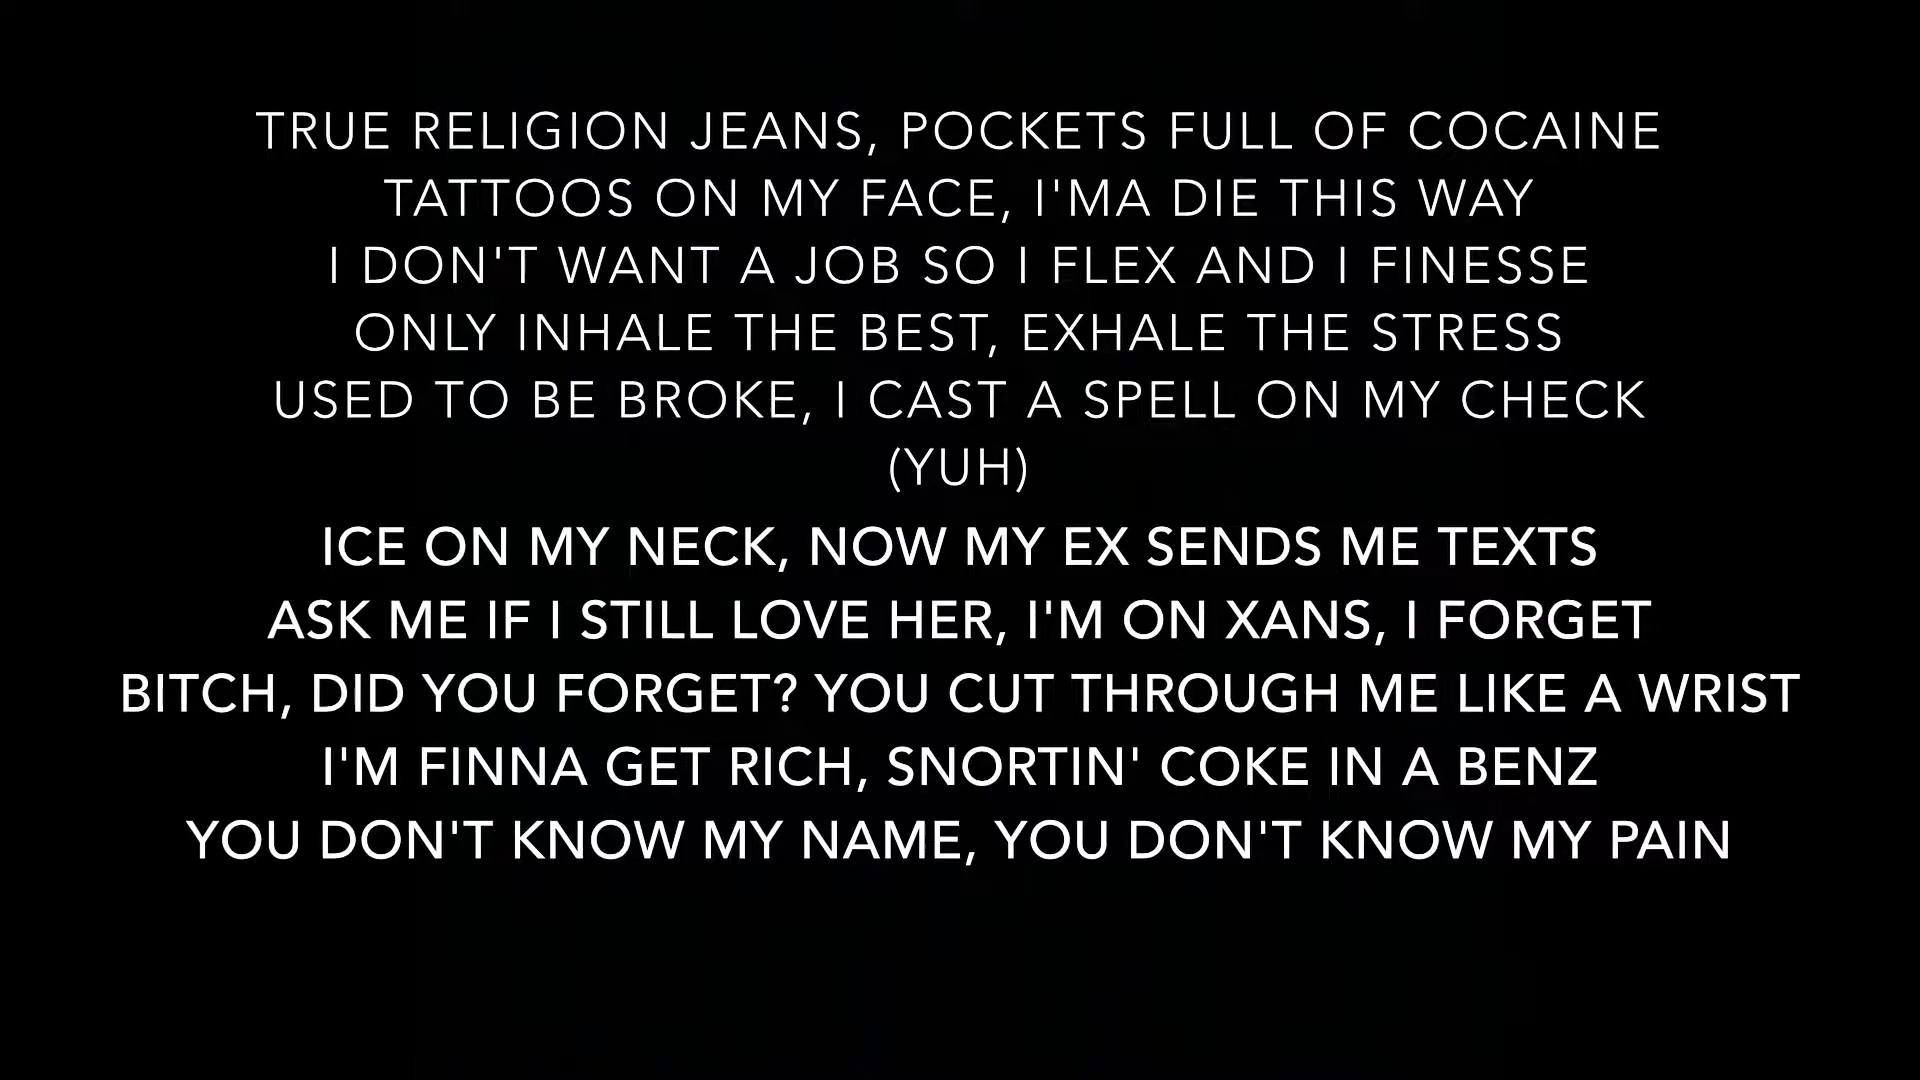 TRUE RELIGION JEANS, POCKETS FULL OF COCAINE
TATTOOS ON MY FACE, I'MA DIE THIS WAY
I DON'T WANT A JOB SO I FLEX AND I FINESSE
ONLY INHALE THE BEST, EXHALE THE STRESS
USED TO BE BROKE, I CAST A SPELL ON MY CHECK
(YUH)
ICE ON MY NECK, NOW MY EX SENDS ME TEXTS
ASK ME IF I STILL LOVE HER, I'M ON XANS, I FORGET
BITCH, DID YOU FORGET? YOU CUT THROUGH ME LIKE A WRIST
I'M FINNA GET RICH, SNORTIN' COKE IN A BENZ
YOU DON'T KNOW MY NAME, YOU DON'T KNOW MY PAIN